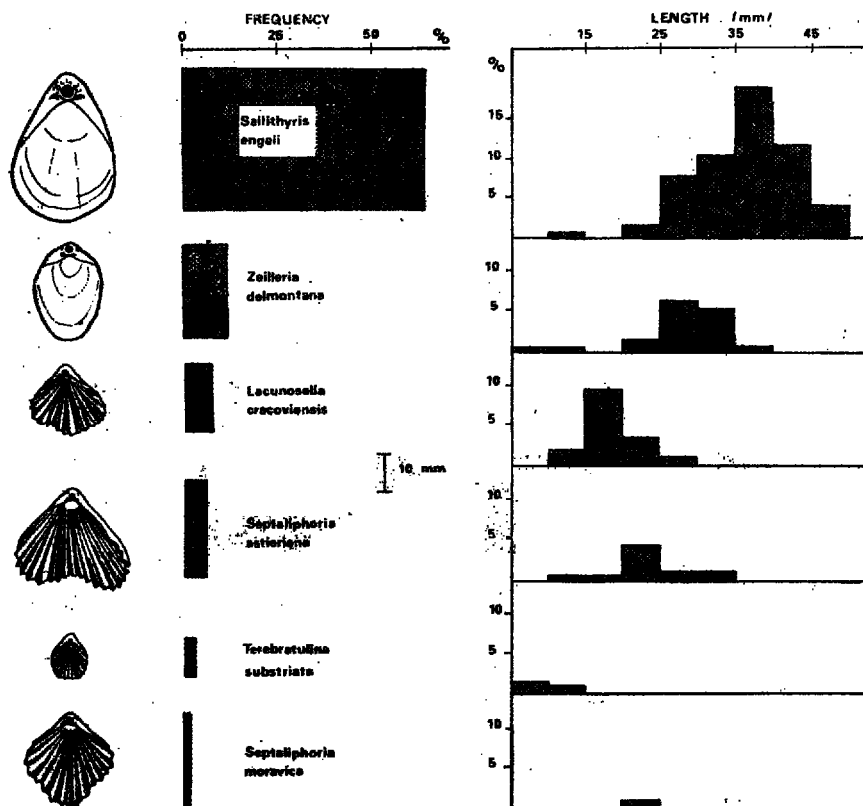 FREQUENCY
0 25 50 %
LENGTH /mm/
15 25 35 45
%
15
10
5
Sellithyris
engeli
10
5
Zeilleria
delmontana
10
5
Lacunosella
cracoviensis
10 mm
10
5
Septaliphoria
astieriana
10
5
Terebratulina
substriata
10
5
Septaliphoria
moravica